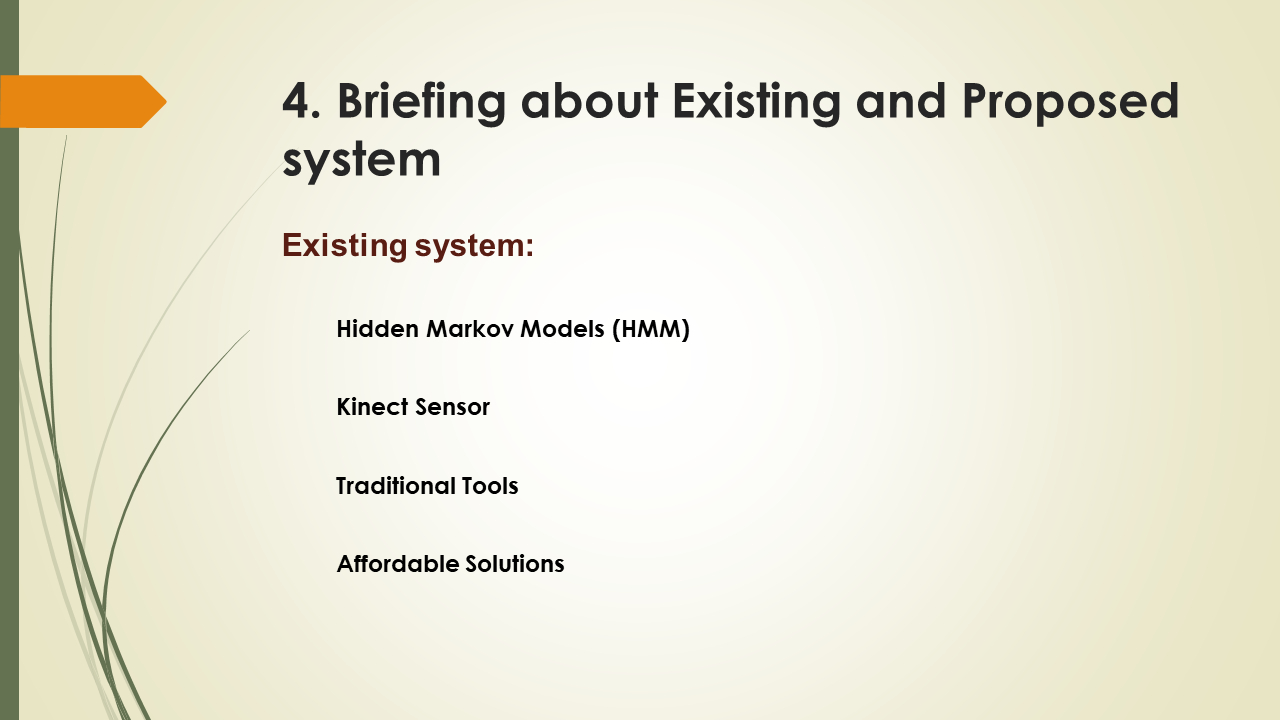 4. Briefing about Existing and Proposed
system
Existing system:
Hidden Markov Models (HMM)
Kinect Sensor
Traditional Tools
Affordable Solutions